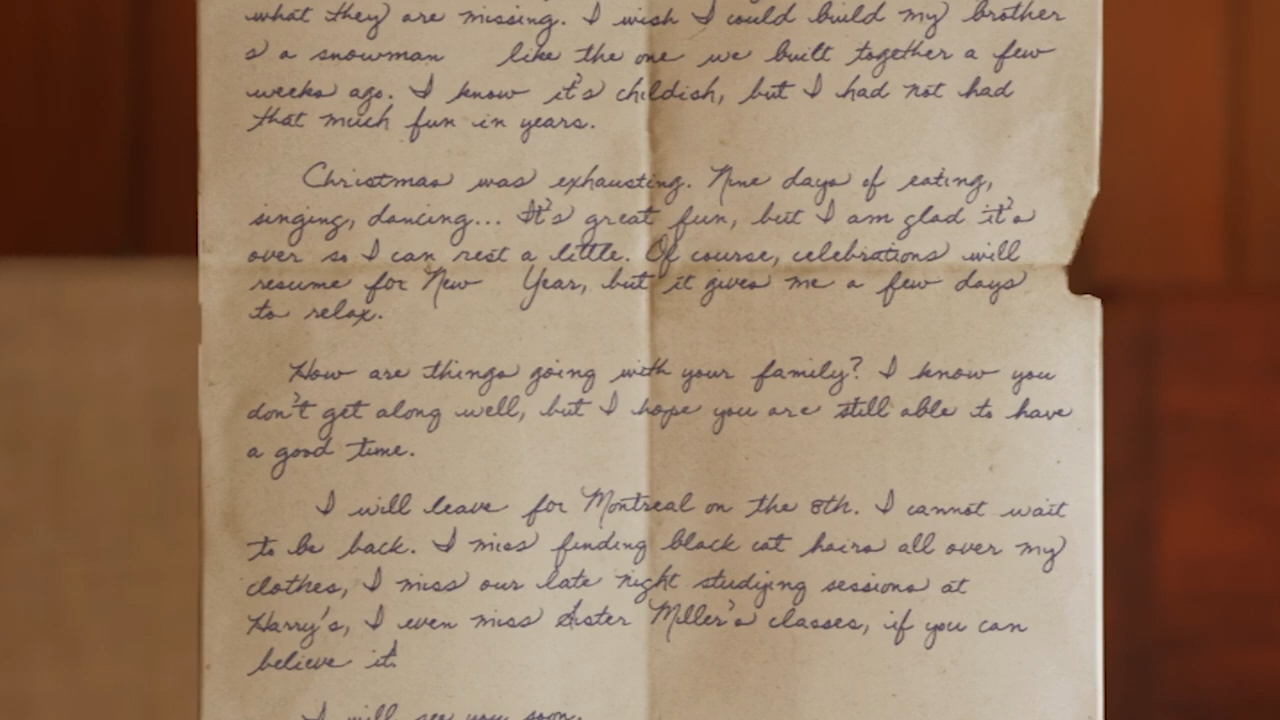 what they are missing. I wish I could build my brother
s a snowman like the one we built together a few
weeks ago. I know it's childish, but I had not had
that much fun in years.
Christmas was exhausting. Nine days of eating,
singing, dancing... It's great fun, but I am glad it's
over so I can rest a little. Of course, celebrations will
resume for New Year, but it gives me a few days
to relax.
How are things going with your family? I know you
don't get along well, but I hope you are still able to have
a good time.
I will leave for Montreal on the 8th. I cannot wait
to be back. I miss finding black cat hairs all over my
clothes, I miss our late night studying sessions at
Harry's, I even miss Sister Miller's classes, if you can
believe it.
I will see you soon.